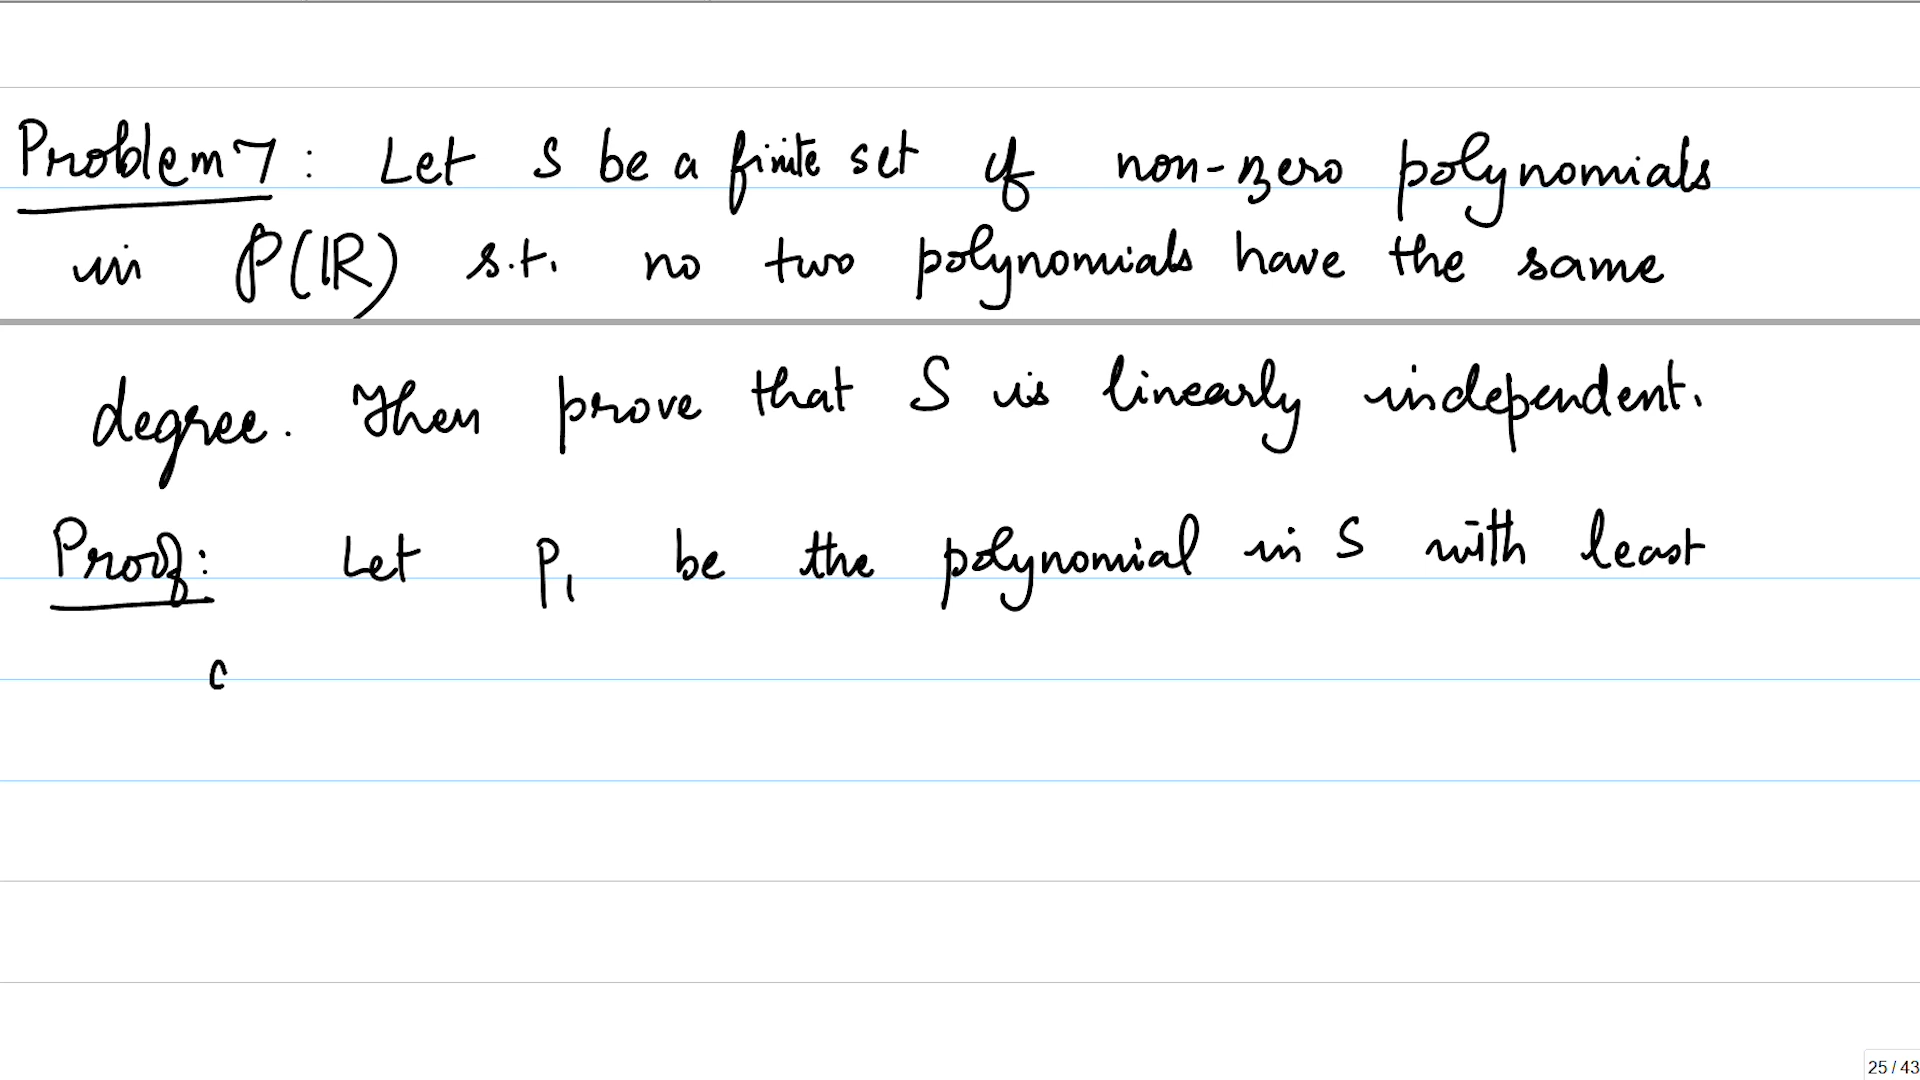 Problem 7 : Let S be a finite set of non-zero polynomials
in P(ℝ) s.t. no two polynomials have the same
degree. Then prove that S is linearly independent.
Proof: Let P₁ be the polynomial in S with least
25 / 43